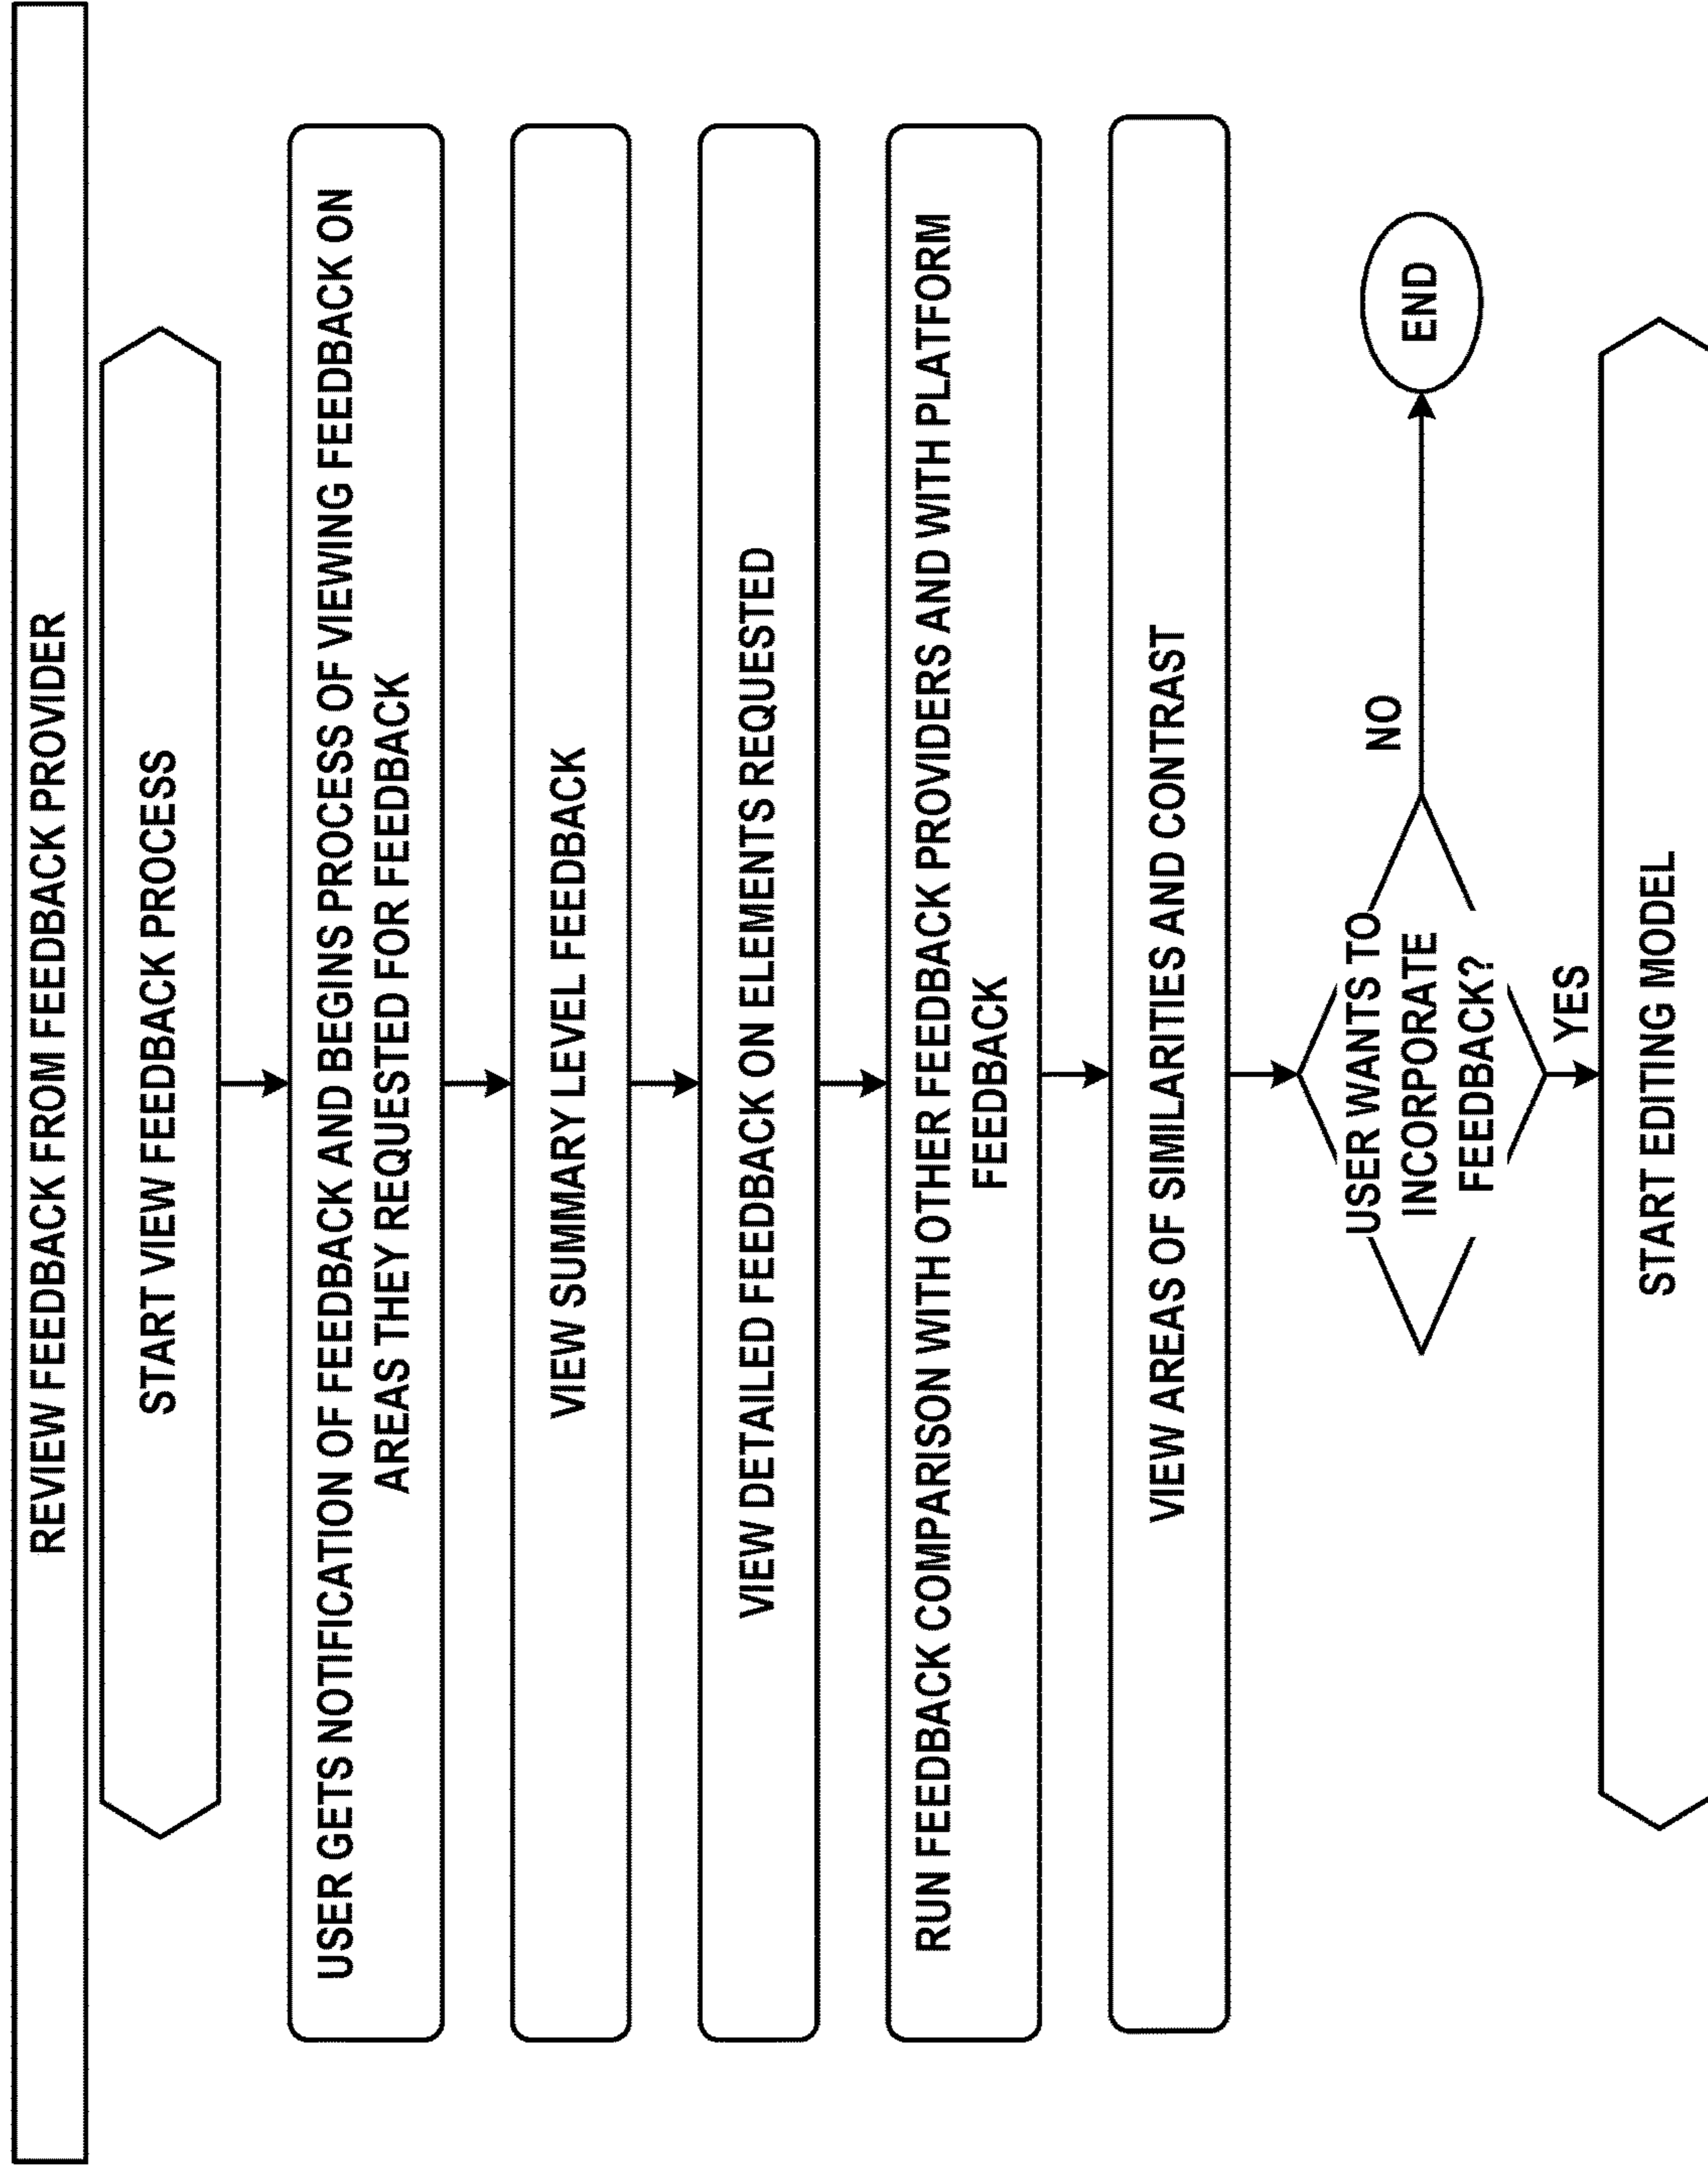 REVIEW FEEDBACK FROM FEEDBACK PROVIDER
START VIEW FEEDBACK PROCESS
USER GETS NOTIFICATION OF FEEDBACK AND BEGINS PROCESS OF VIEWING FEEDBACK ON
AREAS THEY REQUESTED FOR FEEDBACK
VIEW SUMMARY LEVEL FEEDBACK
VIEW DETAILED FEEDBACK ON ELEMENTS REQUESTED
RUN FEEDBACK COMPARISON WITH OTHER FEEDBACK PROVIDERS AND WITH PLATFORM
FEEDBACK
VIEW AREAS OF SIMILARITIES AND CONTRAST
USER WANTS TO
INCORPORATE
FEEDBACK?
NO
END
YES
START EDITING MODEL